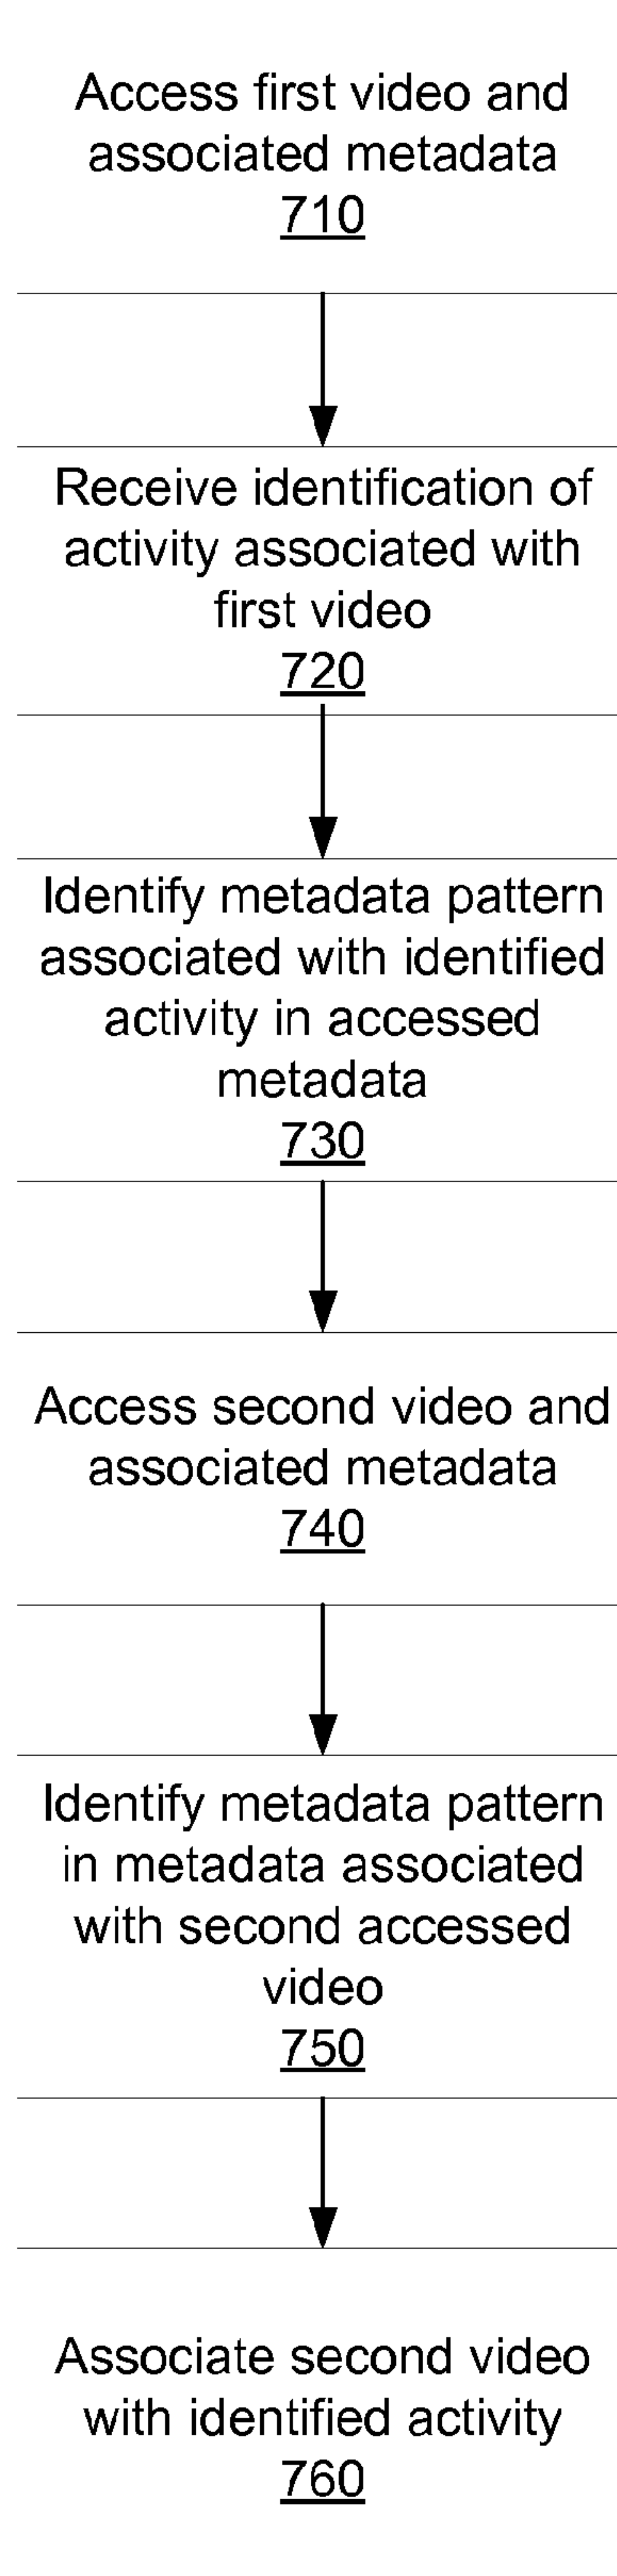 Access first video and
associated metadata
710
Receive identification of
activity associated with
first video
720
Identify metadata pattern
associated with identified
activity in accessed
metadata
730
Access second video and
associated metadata
740
Identify metadata pattern
in metadata associated
with second accessed
video
750
Associate second video
with identified activity
760